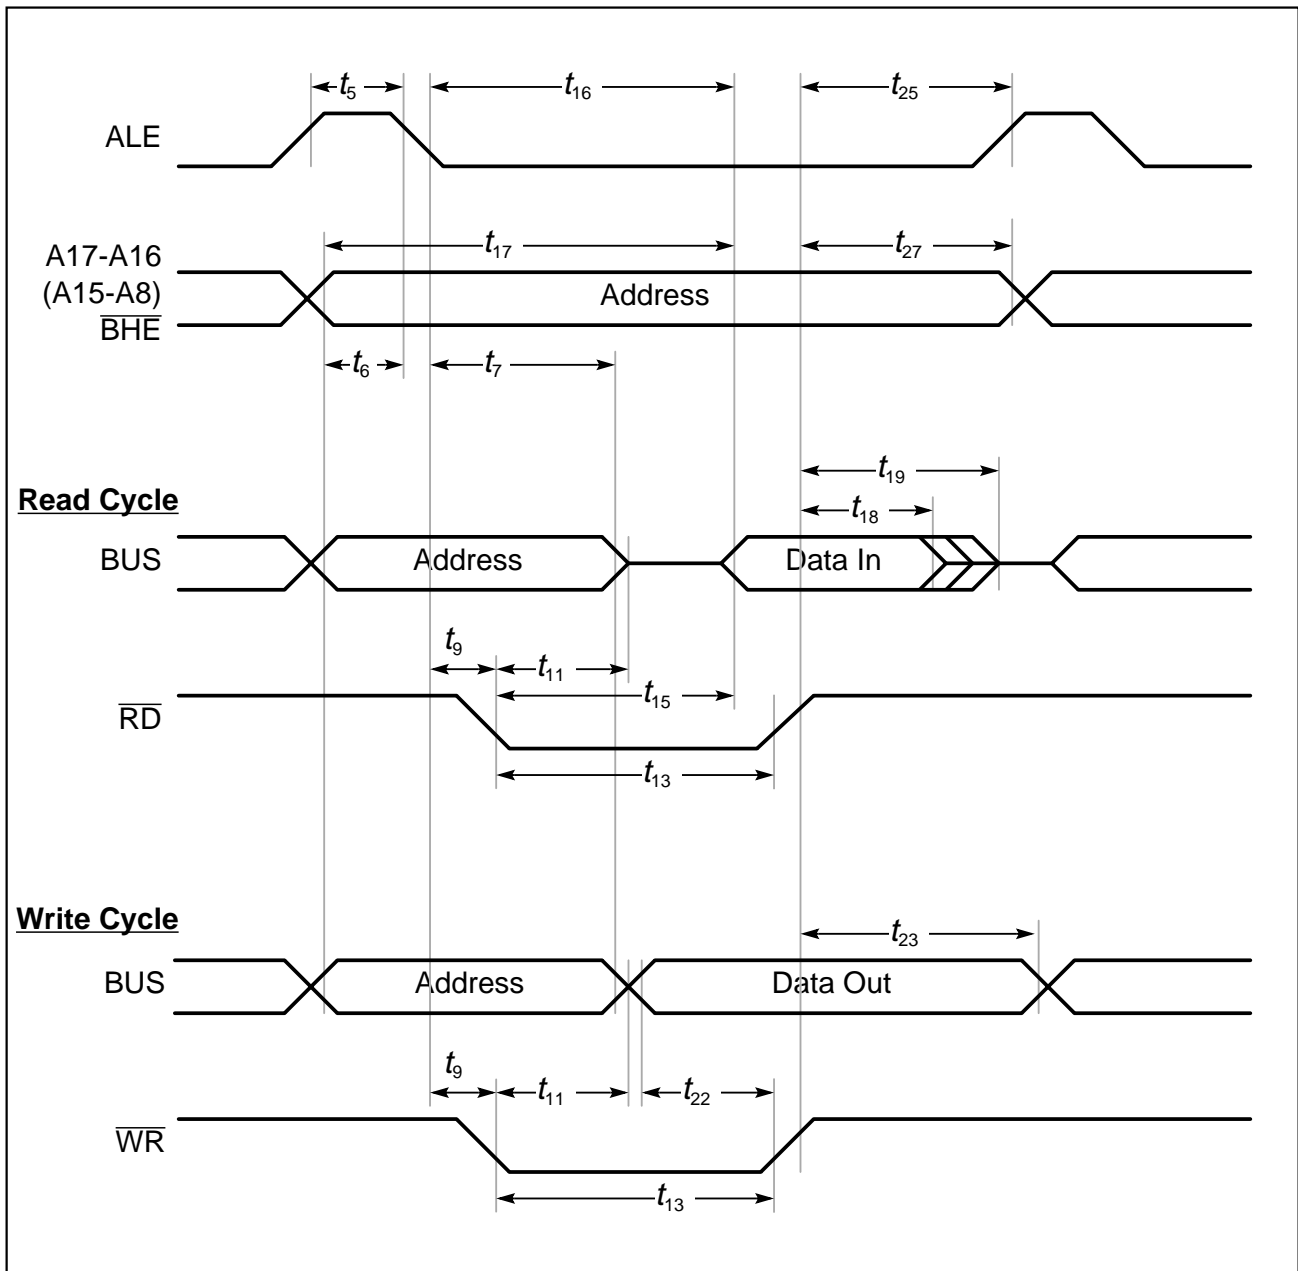 t5 t16 t25
ALE
A17-A16
(A15-A8)
BHE
t17 t27
Address
t6 t7
t19
Read Cycle
t18
BUS Address Data In
t9 t11
t15
RD
t13
Write Cycle
t23
BUS Address Data Out
t9 t11 t22
WR
t13